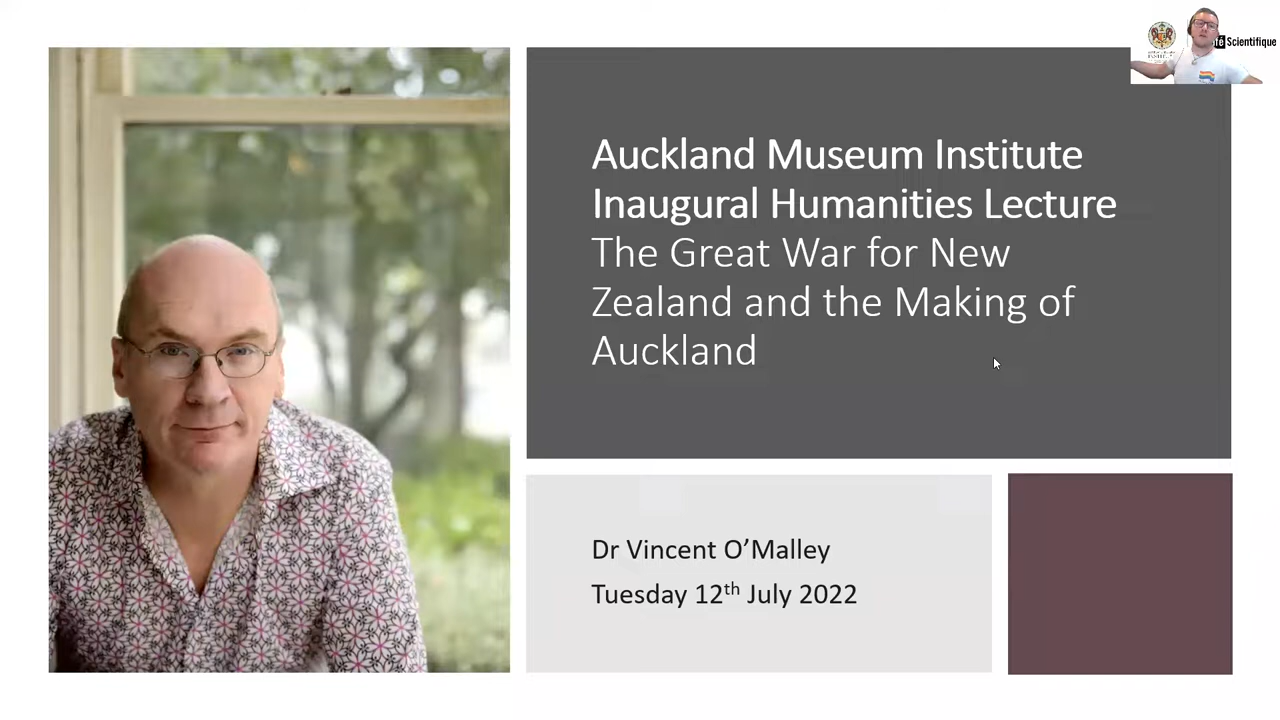 Auckland Museum Institute
Inaugural Humanities Lecture
The Great War for New
Zealand and the Making of
Auckland
Dr Vincent O’Malley
Tuesday 12th July 2022
Scientifique